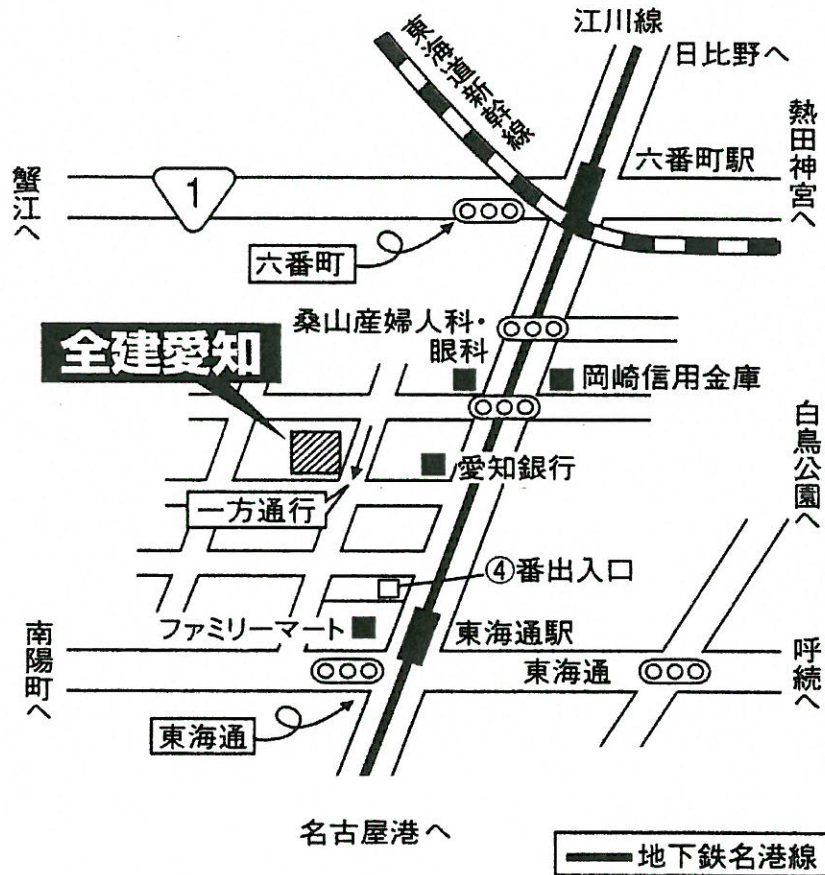 江川線
日比野へ
東海道新幹線
熱田神宮へ
六番町駅
蟹江へ
1
六番町
桑山産婦人科・
眼科
全建愛知
岡崎信用金庫
白鳥公園へ
愛知銀行
一方通行
④番出入口
ファミリーマート
東海通駅
南陽町へ
東海通
呼続へ
東海通
名古屋港へ
地下鉄名港線